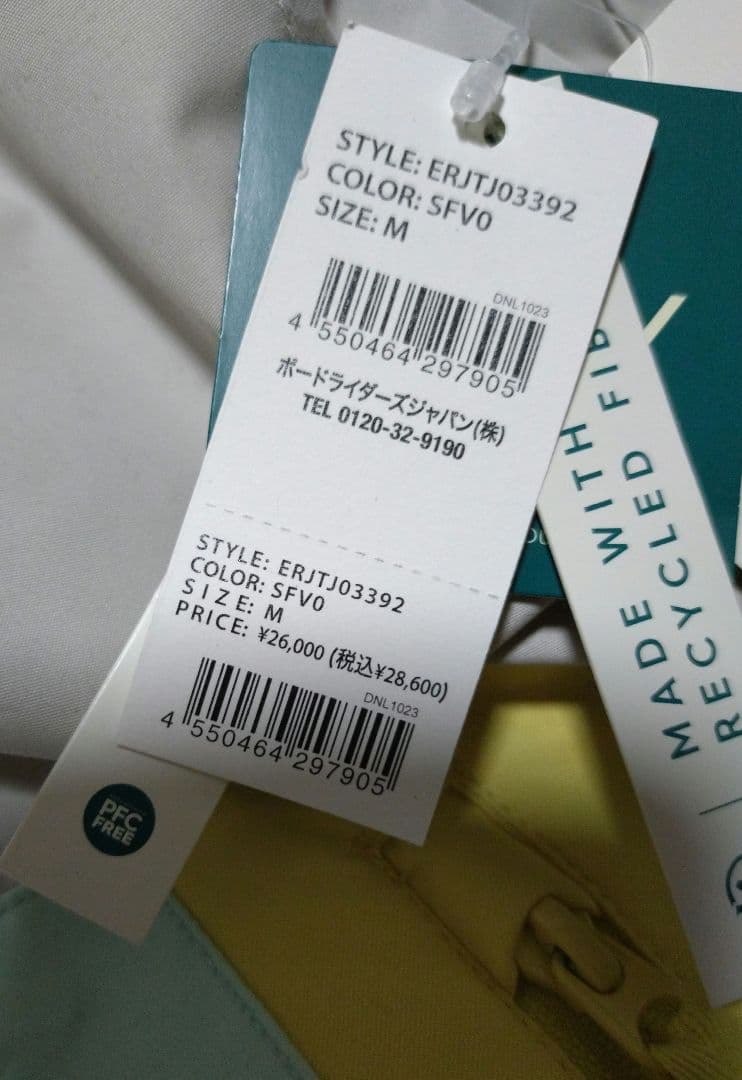 STYLE: ERJTJ03392
COLOR: SFV0
SIZE: M
DNL1023
4 550464 297905
ボードライダーズジャパン(株)
TEL 0120-32-9190
STYLE: ERJTJ03392
COLOR: SFV0
SIZE: M
PRICE: ¥26,000 (税込¥28,600)
DNL1023
4 550464 297905
PFC
FREE
MADE WITH FIB
RECYCLED